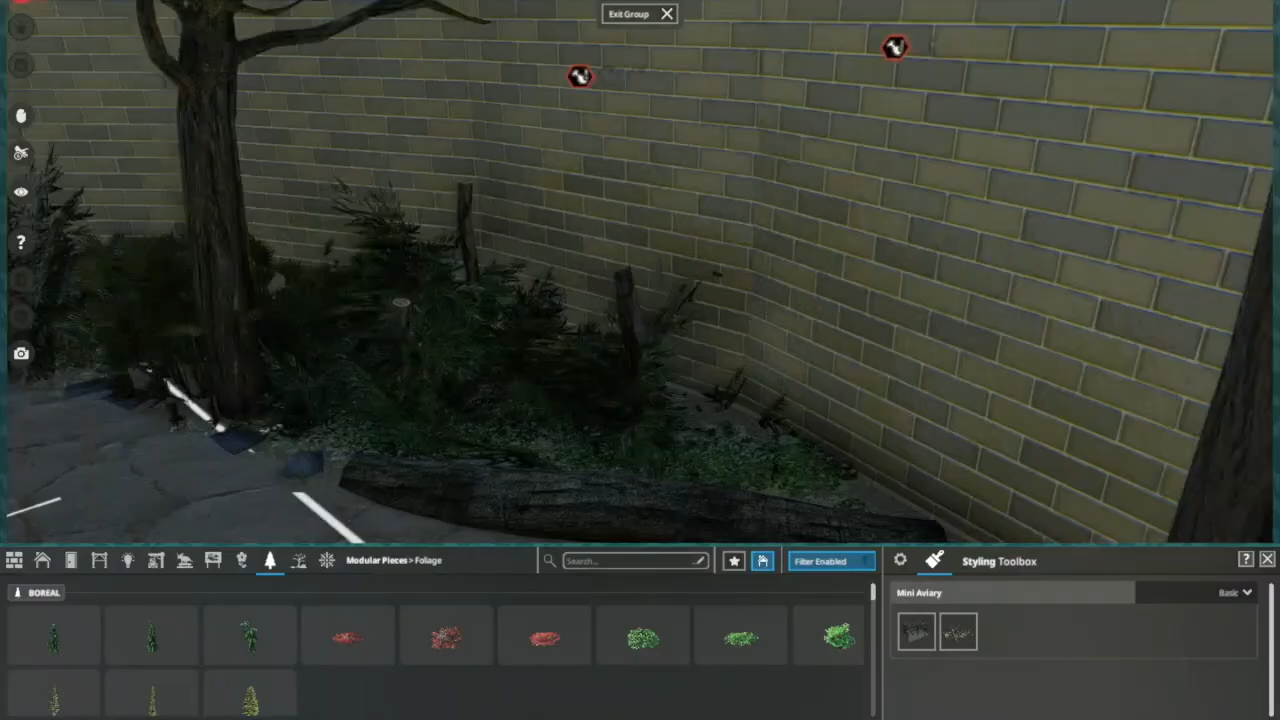 Exit Group
?
Modular Pieces > Foliage
Search...
Filter Enabled
Styling Toolbox
?
BOREAL
Mini Aviary
Basic